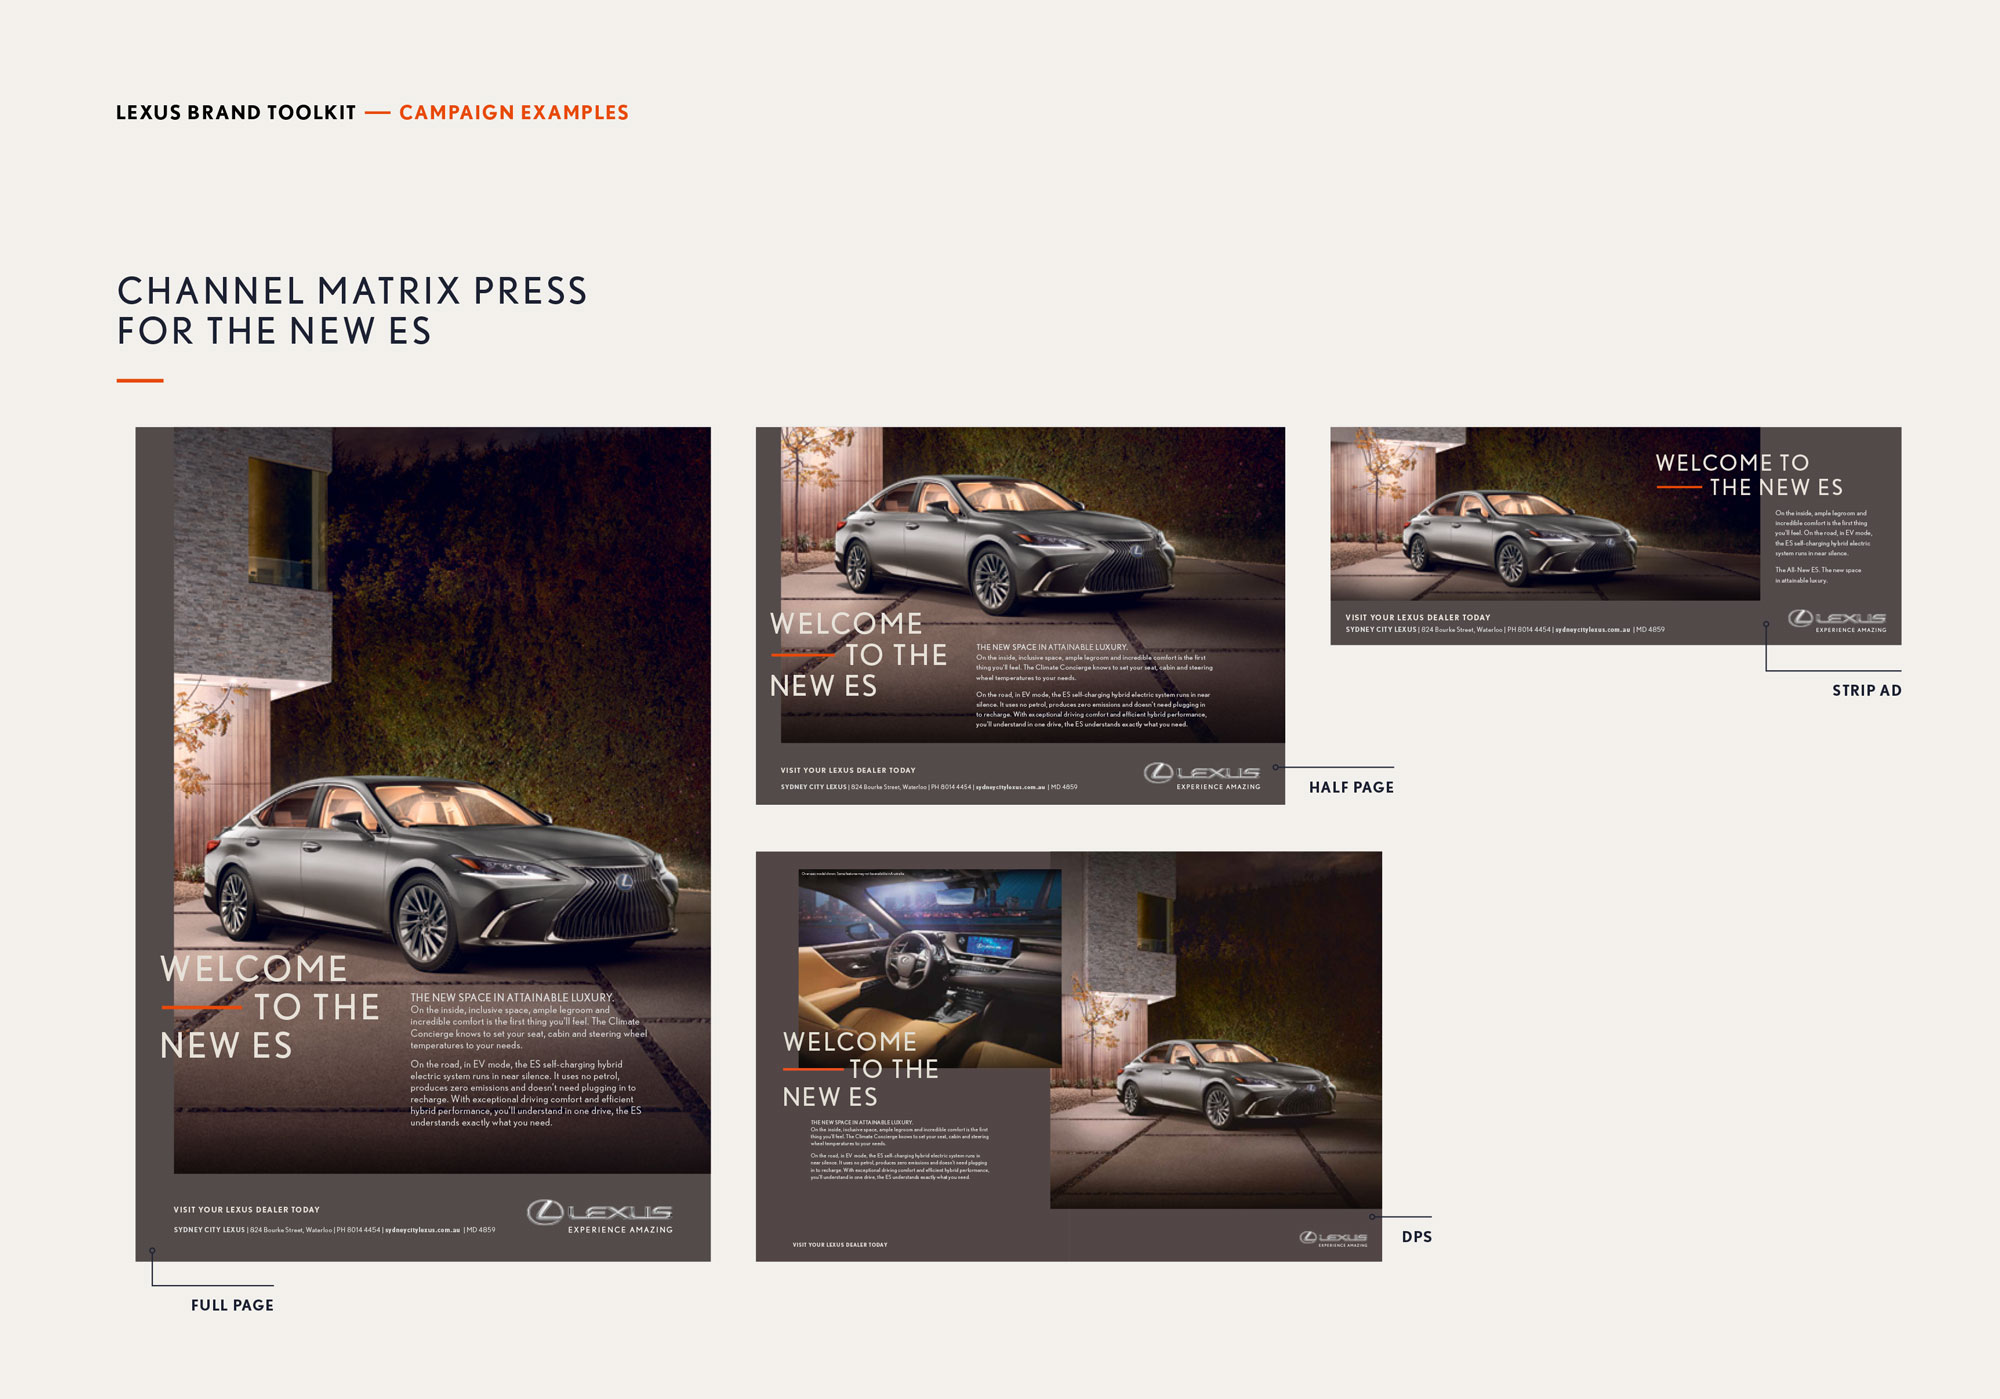 LEXUS BRAND TOOLKIT — CAMPAIGN EXAMPLES
CHANNEL MATRIX PRESS
FOR THE NEW ES
WELCOME
TO THE
NEW ES
THE NEW SPACE IN ATTAINABLE LUXURY.
On the inside, inclusive space, ample legroom and
incredible comfort is the first thing you'll feel. The Climate
Concierge knows to set your seat, cabin and steering wheel
temperatures to your needs.
On the road, in EV mode, the ES self-charging hybrid
electric system runs in near silence. It uses no petrol,
produces zero emissions and doesn't need plugging in to
recharge. With exceptional driving comfort and efficient
hybrid performance, you'll understand in one drive, the ES
understands exactly what you need.
VISIT YOUR LEXUS DEALER TODAY
SYDNEY CITY LEXUS | 824 Bourke Street, Waterloo | PH 8014 4454 | sydneycitylexus.com.au | MD 4859
LEXUS
EXPERIENCE AMAZING
FULL PAGE
WELCOME
TO THE
NEW ES
THE NEW SPACE IN ATTAINABLE LUXURY.
On the inside, inclusive space, ample legroom and incredible comfort is the first
thing you'll feel. The Climate Concierge knows to set your seat, cabin and steering
wheel temperatures to your needs.
On the road, in EV mode, the ES self-charging hybrid electric system runs in near
silence. It uses no petrol, produces zero emissions and doesn't need plugging in
to recharge. With exceptional driving comfort and efficient hybrid performance,
you'll understand in one drive, the ES understands exactly what you need.
VISIT YOUR LEXUS DEALER TODAY
SYDNEY CITY LEXUS | 824 Bourke Street, Waterloo | PH 8014 4454 | sydneycitylexus.com.au | MD 4859
LEXUS
EXPERIENCE AMAZING
HALF PAGE
WELCOME TO
THE NEW ES
On the inside, ample legroom and
incredible comfort is the first thing
you'll feel. On the road, in EV mode,
the ES self-charging hybrid electric
system runs in near silence.
The All-New ES. The new space
in attainable luxury.
VISIT YOUR LEXUS DEALER TODAY
SYDNEY CITY LEXUS | 824 Bourke Street, Waterloo | PH 8014 4454 | sydneycitylexus.com.au | MD 4859
LEXUS
EXPERIENCE AMAZING
STRIP AD
WELCOME
TO THE
NEW ES
THE NEW SPACE IN ATTAINABLE LUXURY.
On the inside, inclusive space, ample legroom and incredible comfort is the first
thing you'll feel. The Climate Concierge knows to set your seat, cabin and steering
wheel temperatures to your needs.
On the road, in EV mode, the ES self-charging hybrid electric system runs in
near silence. It uses no petrol, produces zero emissions and doesn't need plugging
in to recharge. With exceptional driving comfort and efficient hybrid performance,
you'll understand in one drive, the ES understands exactly what you need.
VISIT YOUR LEXUS DEALER TODAY
LEXUS
EXPERIENCE AMAZING
DPS